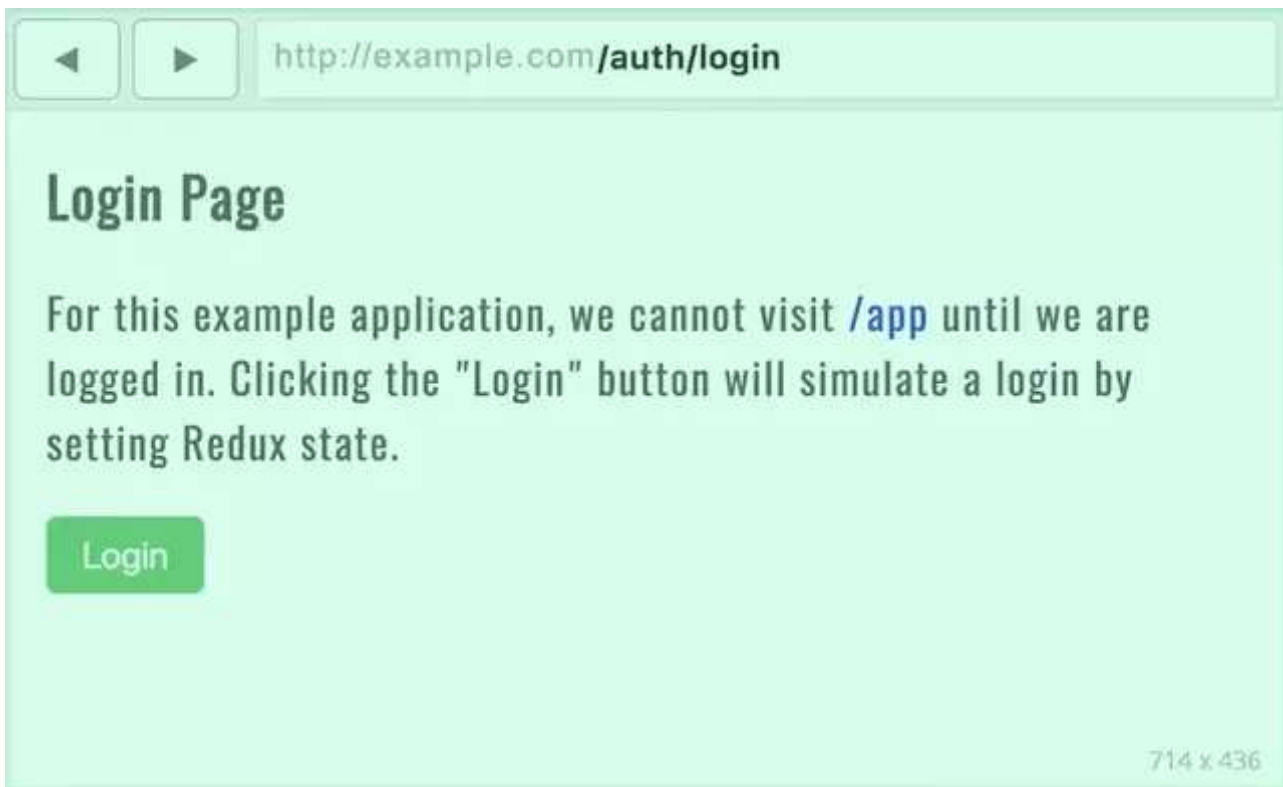 http://example.com/auth/login
Login Page
For this example application, we cannot visit /app until we are
logged in. Clicking the "Login" button will simulate a login by
setting Redux state.
Login
714 x 436